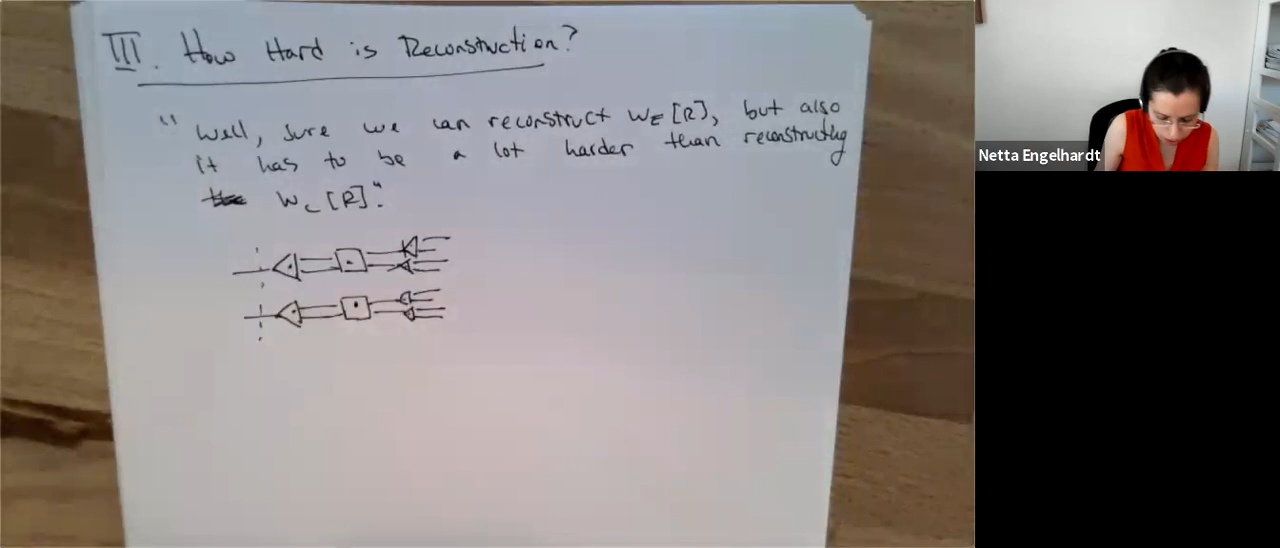 III. How Hard is Reconstruction?
" Well, sure we can reconstruct W_E [R], but also
it has to be a lot harder than reconstructing
W_C [R]."
Netta Engelhardt